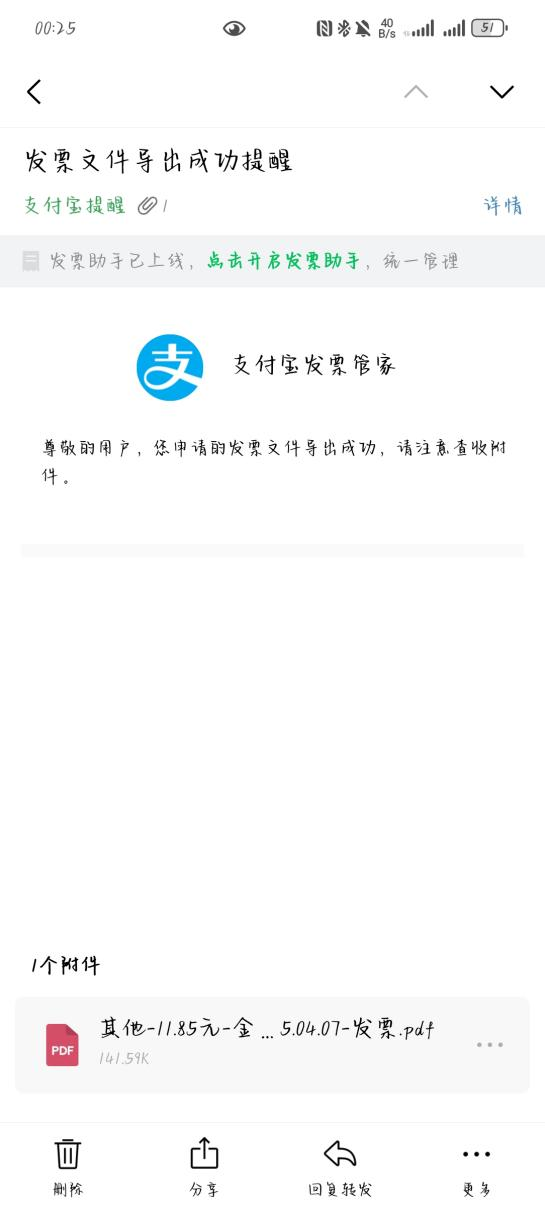 00:25
40
B/s
51
发票文件导出成功提醒
支付宝提醒 1
详情
发票助手已上线，点击开启发票助手，统一管理
支
支付宝发票管家
尊敬的用户，您申请的发票文件导出成功，请注意查收附
件。
1个附件
PDF
其他-11.85元-金 ... 5.04.07-发票.pdf
141.59K
删除
分享
回复转发
更多